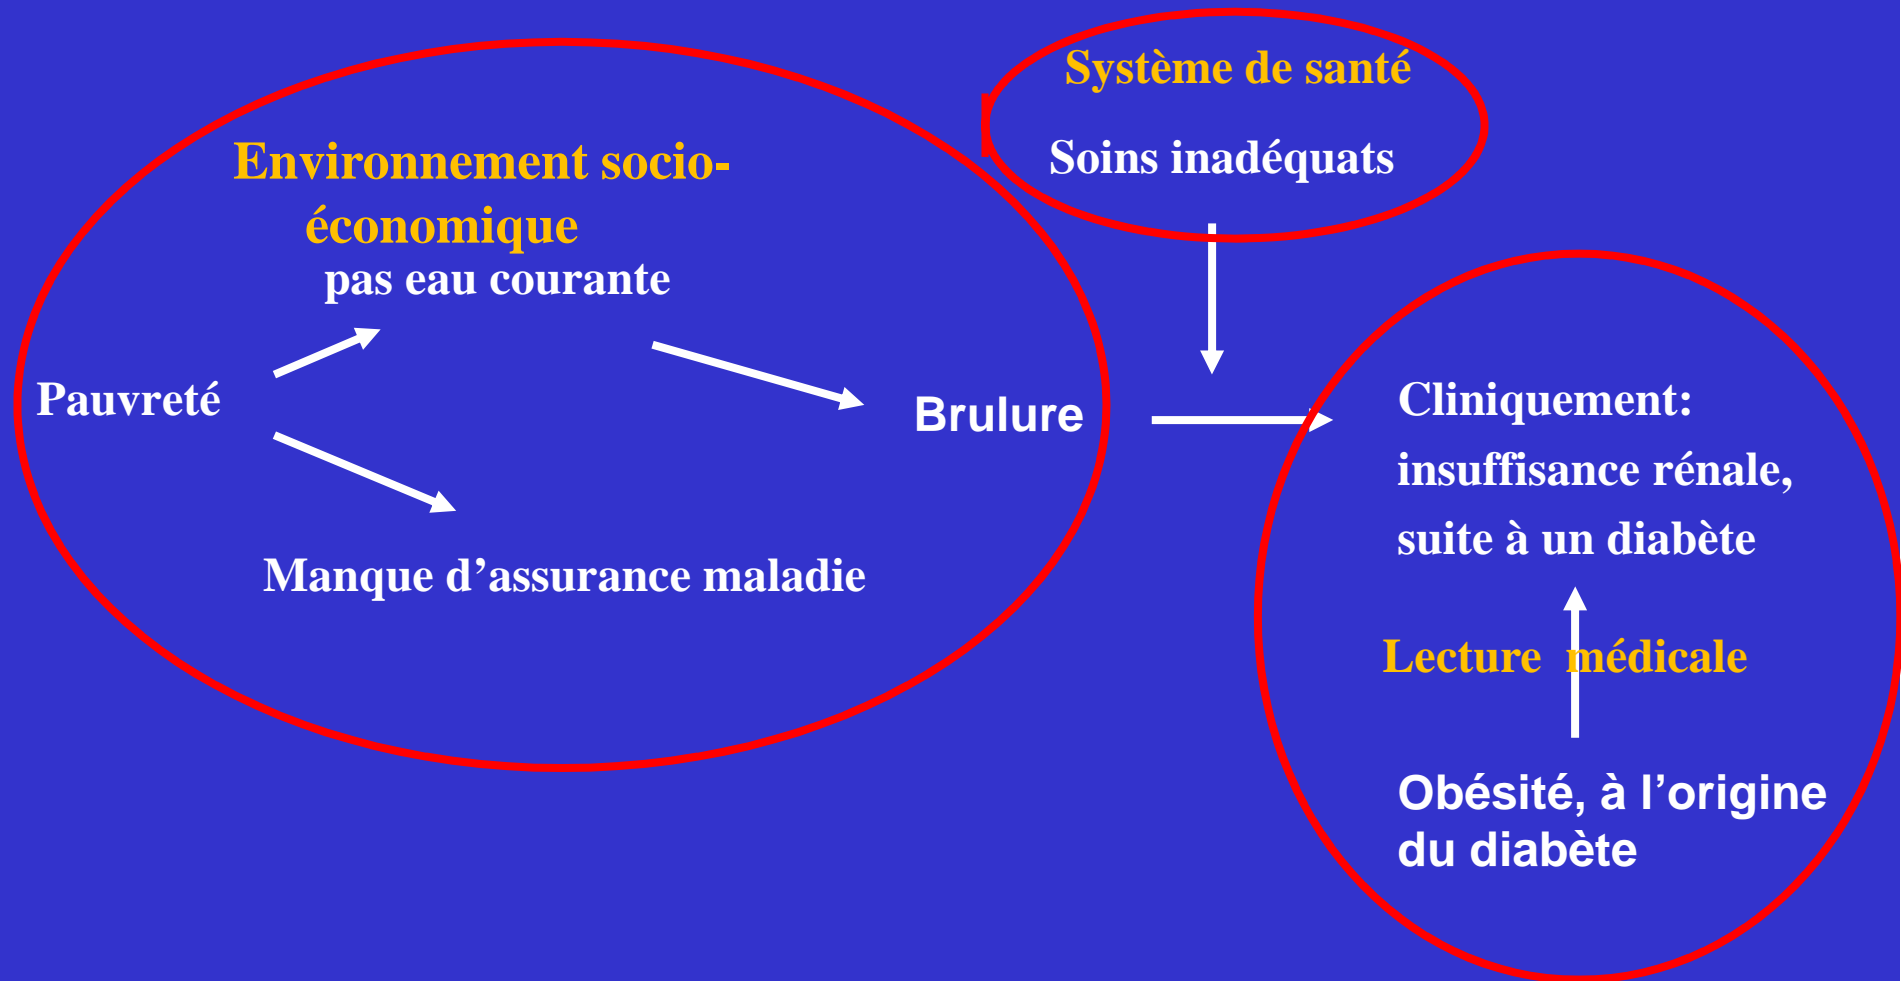 Système de santé
Soins inadéquats
Environnement socio-
économique
pas eau courante
Pauvreté
Brulure
Manque d’assurance maladie
Cliniquement:
insuffisance rénale,
suite à un diabète
Lecture médicale
Obésité, à l’origine
du diabète